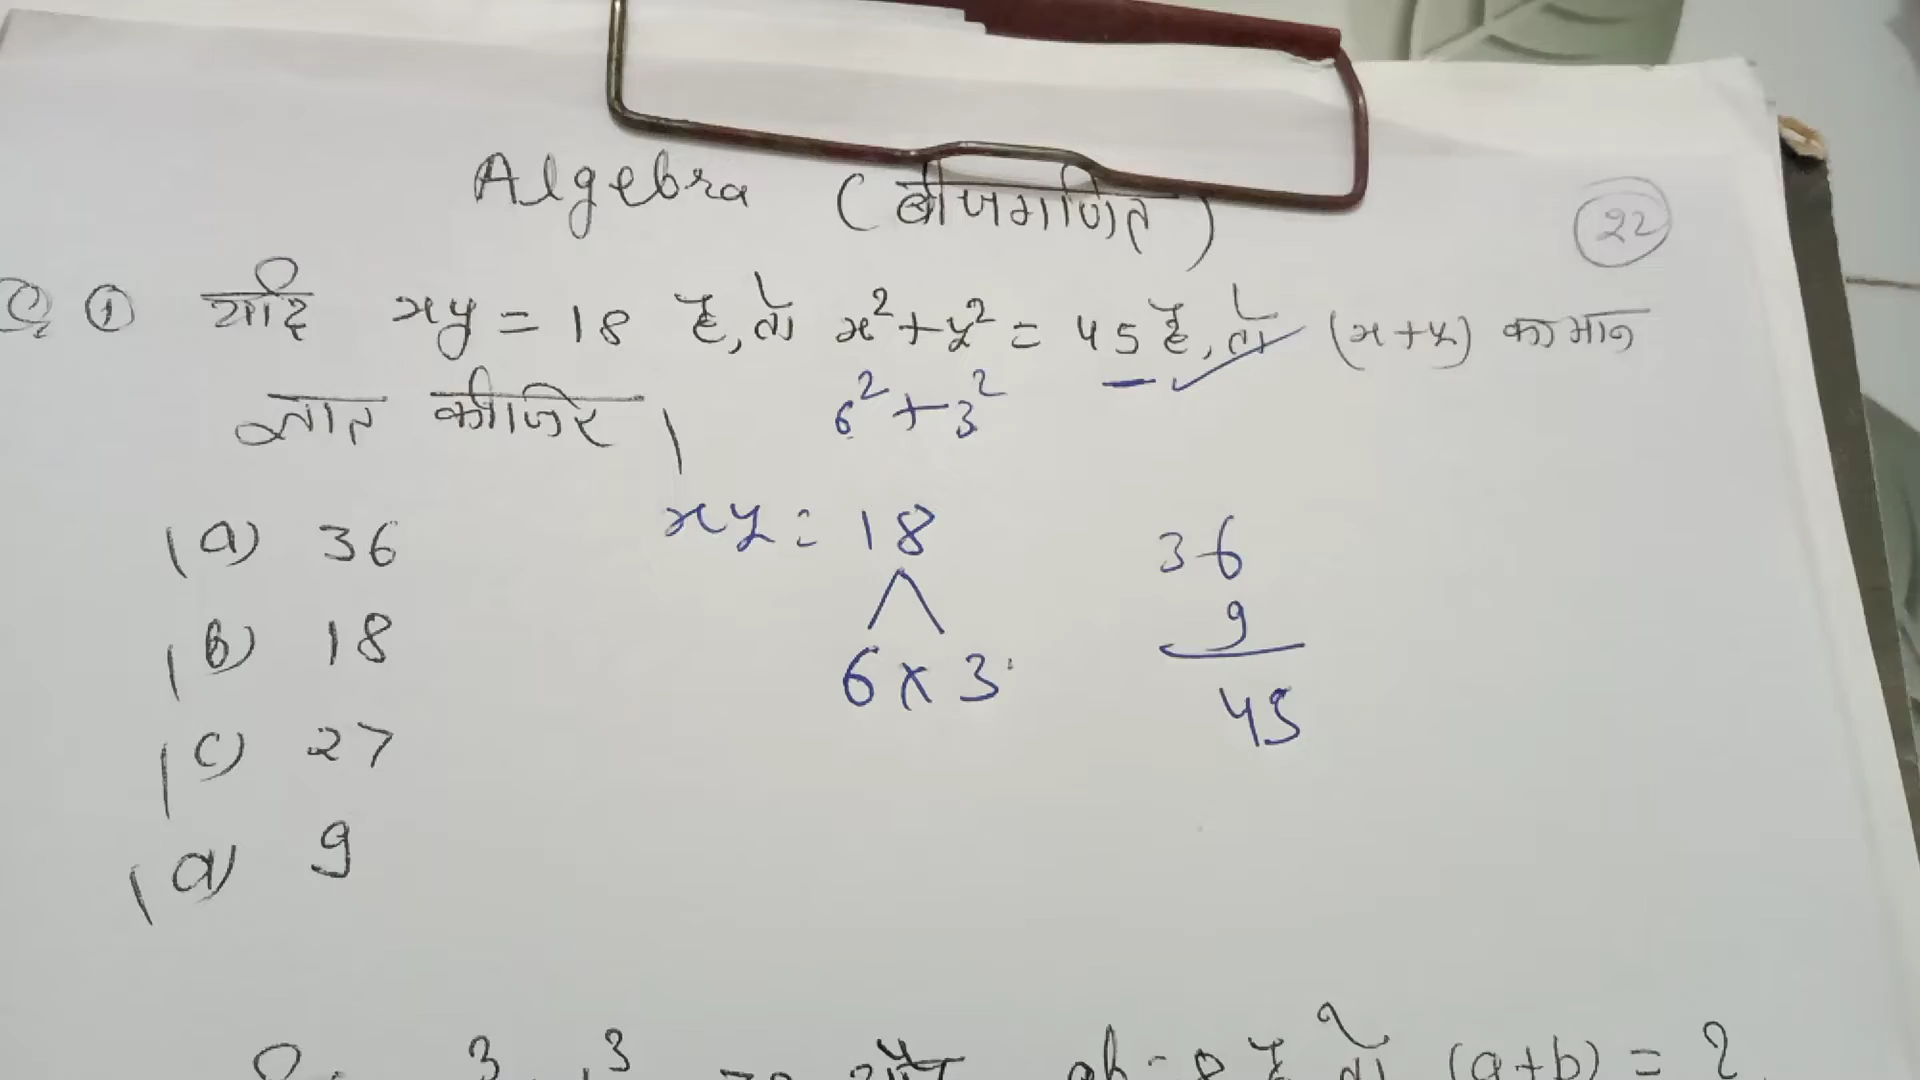 Algebra (बीजगणित)
22
Q ① यदि xy = 18 है, तो x² + y² = 45 है, तो (x + y) का मान
ज्ञात कीजिए ।
6² + 3²
(a) 36
(b) 18
(c) 27
(d) 9
xy = 18
6 × 3
36
9
45
(a+b) = ?